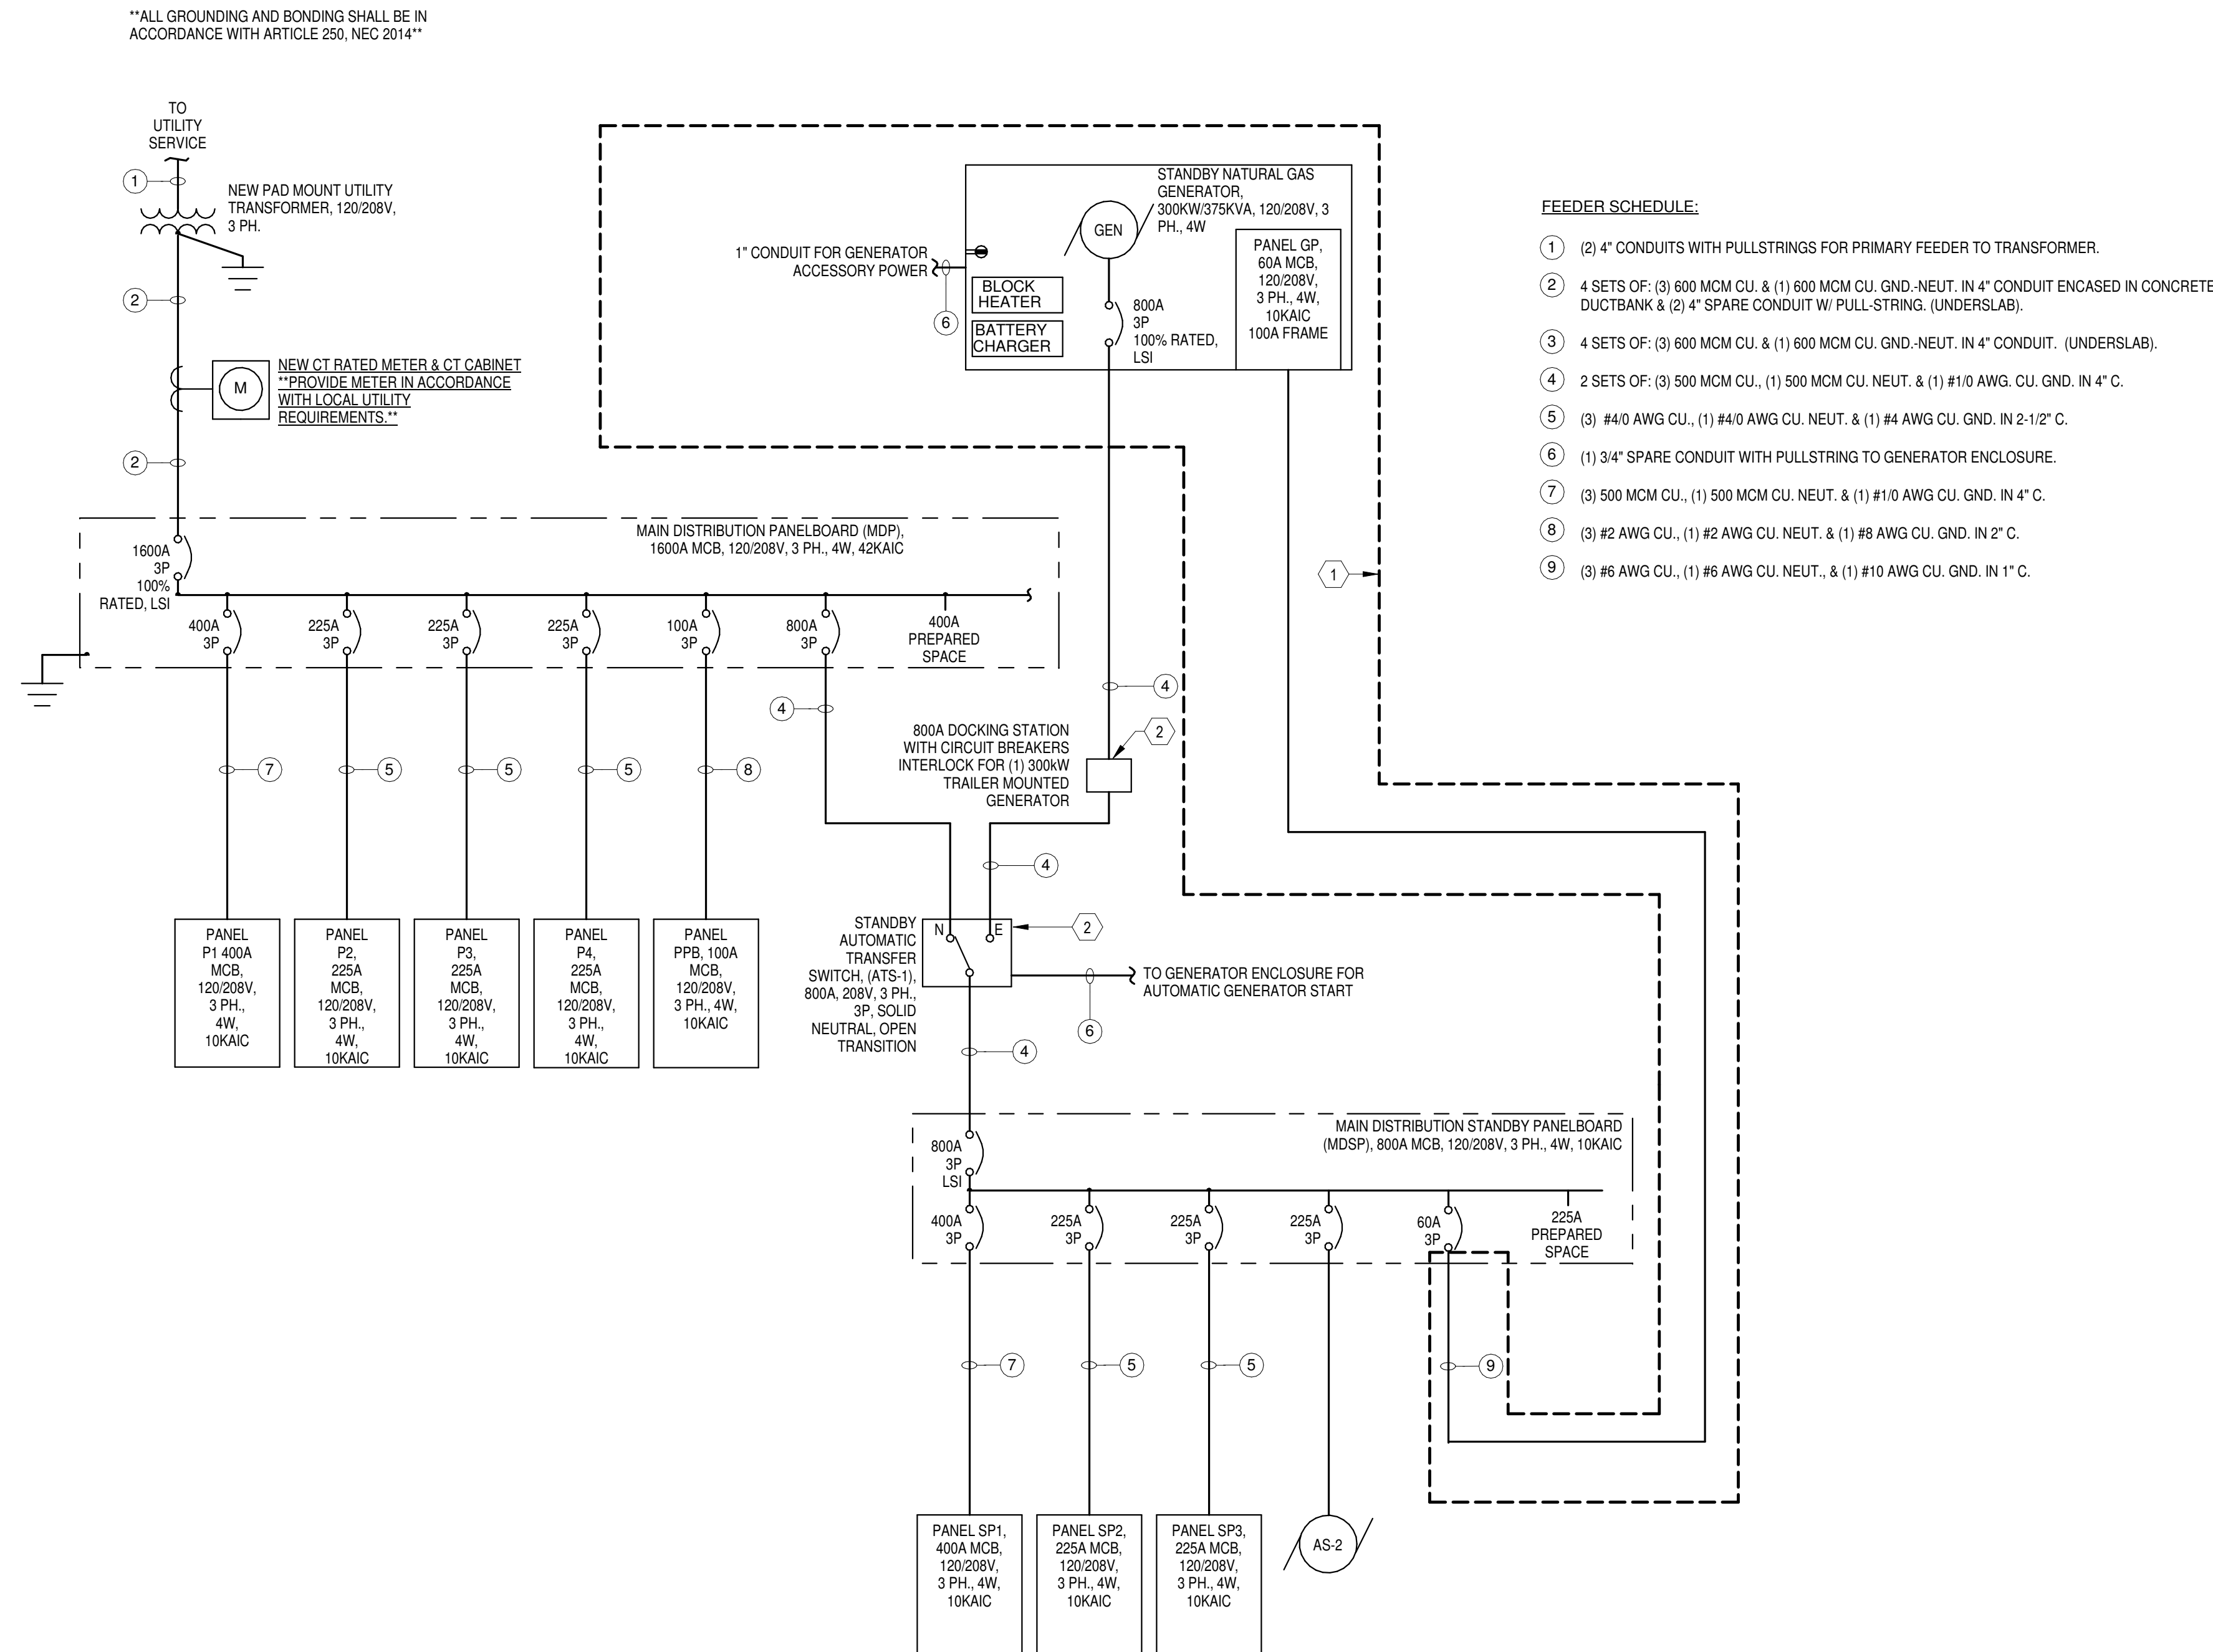 **ALL GROUNDING AND BONDING SHALL BE IN
ACCORDANCE WITH ARTICLE 250, NEC 2014**
TO
UTILITY
SERVICE
1
NEW PAD MOUNT UTILITY
TRANSFORMER, 120/208V,
3 PH.
2
M
NEW CT RATED METER & CT CABINET
**PROVIDE METER IN ACCORDANCE
WITH LOCAL UTILITY
REQUIREMENTS.**
2
STANDBY NATURAL GAS
GENERATOR,
300KW/375KVA, 120/208V, 3
PH., 4W
GEN
1" CONDUIT FOR GENERATOR
ACCESSORY POWER
6
BLOCK
HEATER
BATTERY
CHARGER
800A
3P
100% RATED,
LSI
PANEL GP,
60A MCB,
120/208V,
3 PH., 4W,
10KAIC
100A FRAME
FEEDER SCHEDULE:
1 (2) 4" CONDUITS WITH PULLSTRINGS FOR PRIMARY FEEDER TO TRANSFORMER.
2 4 SETS OF: (3) 600 MCM CU. & (1) 600 MCM CU. GND.-NEUT. IN 4" CONDUIT ENCASED IN CONCRETE
DUCTBANK & (2) 4" SPARE CONDUIT W/ PULL-STRING. (UNDERSLAB).
3 4 SETS OF: (3) 600 MCM CU. & (1) 600 MCM CU. GND.-NEUT. IN 4" CONDUIT. (UNDERSLAB).
4 2 SETS OF: (3) 500 MCM CU., (1) 500 MCM CU. NEUT. & (1) #1/0 AWG. CU. GND. IN 4" C.
5 (3) #4/0 AWG CU., (1) #4/0 AWG CU. NEUT. & (1) #4 AWG CU. GND. IN 2-1/2" C.
6 (1) 3/4" SPARE CONDUIT WITH PULLSTRING TO GENERATOR ENCLOSURE.
7 (3) 500 MCM CU., (1) 500 MCM CU. NEUT. & (1) #1/0 AWG CU. GND. IN 4" C.
8 (3) #2 AWG CU., (1) #2 AWG CU. NEUT. & (1) #8 AWG CU. GND. IN 2" C.
9 (3) #6 AWG CU., (1) #6 AWG CU. NEUT., & (1) #10 AWG CU. GND. IN 1" C.
1
MAIN DISTRIBUTION PANELBOARD (MDP),
1600A MCB, 120/208V, 3 PH., 4W, 42KAIC
1600A
3P
100%
RATED, LSI
400A
3P
225A
3P
225A
3P
225A
3P
100A
3P
800A
3P
400A
PREPARED
SPACE
7
5
5
5
8
4
4
800A DOCKING STATION
WITH CIRCUIT BREAKERS
INTERLOCK FOR (1) 300kW
TRAILER MOUNTED
GENERATOR
2
4
PANEL
P1 400A
MCB,
120/208V,
3 PH.,
4W,
10KAIC
PANEL
P2,
225A
MCB,
120/208V,
3 PH.,
4W,
10KAIC
PANEL
P3,
225A
MCB,
120/208V,
3 PH.,
4W,
10KAIC
PANEL
P4,
225A
MCB,
120/208V,
3 PH.,
4W,
10KAIC
PANEL
PPB, 100A
MCB,
120/208V,
3 PH., 4W,
10KAIC
STANDBY
AUTOMATIC
TRANSFER
SWITCH, (ATS-1),
800A, 208V, 3 PH.,
3P, SOLID
NEUTRAL, OPEN
TRANSITION
N
E
2
TO GENERATOR ENCLOSURE FOR
AUTOMATIC GENERATOR START
6
4
MAIN DISTRIBUTION STANDBY PANELBOARD
(MDSP), 800A MCB, 120/208V, 3 PH., 4W, 10KAIC
800A
3P
LSI
400A
3P
225A
3P
225A
3P
225A
3P
60A
3P
225A
PREPARED
SPACE
7
5
5
9
PANEL SP1,
400A MCB,
120/208V,
3 PH., 4W,
10KAIC
PANEL SP2,
225A MCB,
120/208V,
3 PH., 4W,
10KAIC
PANEL SP3,
225A MCB,
120/208V,
3 PH., 4W,
10KAIC
AS-2